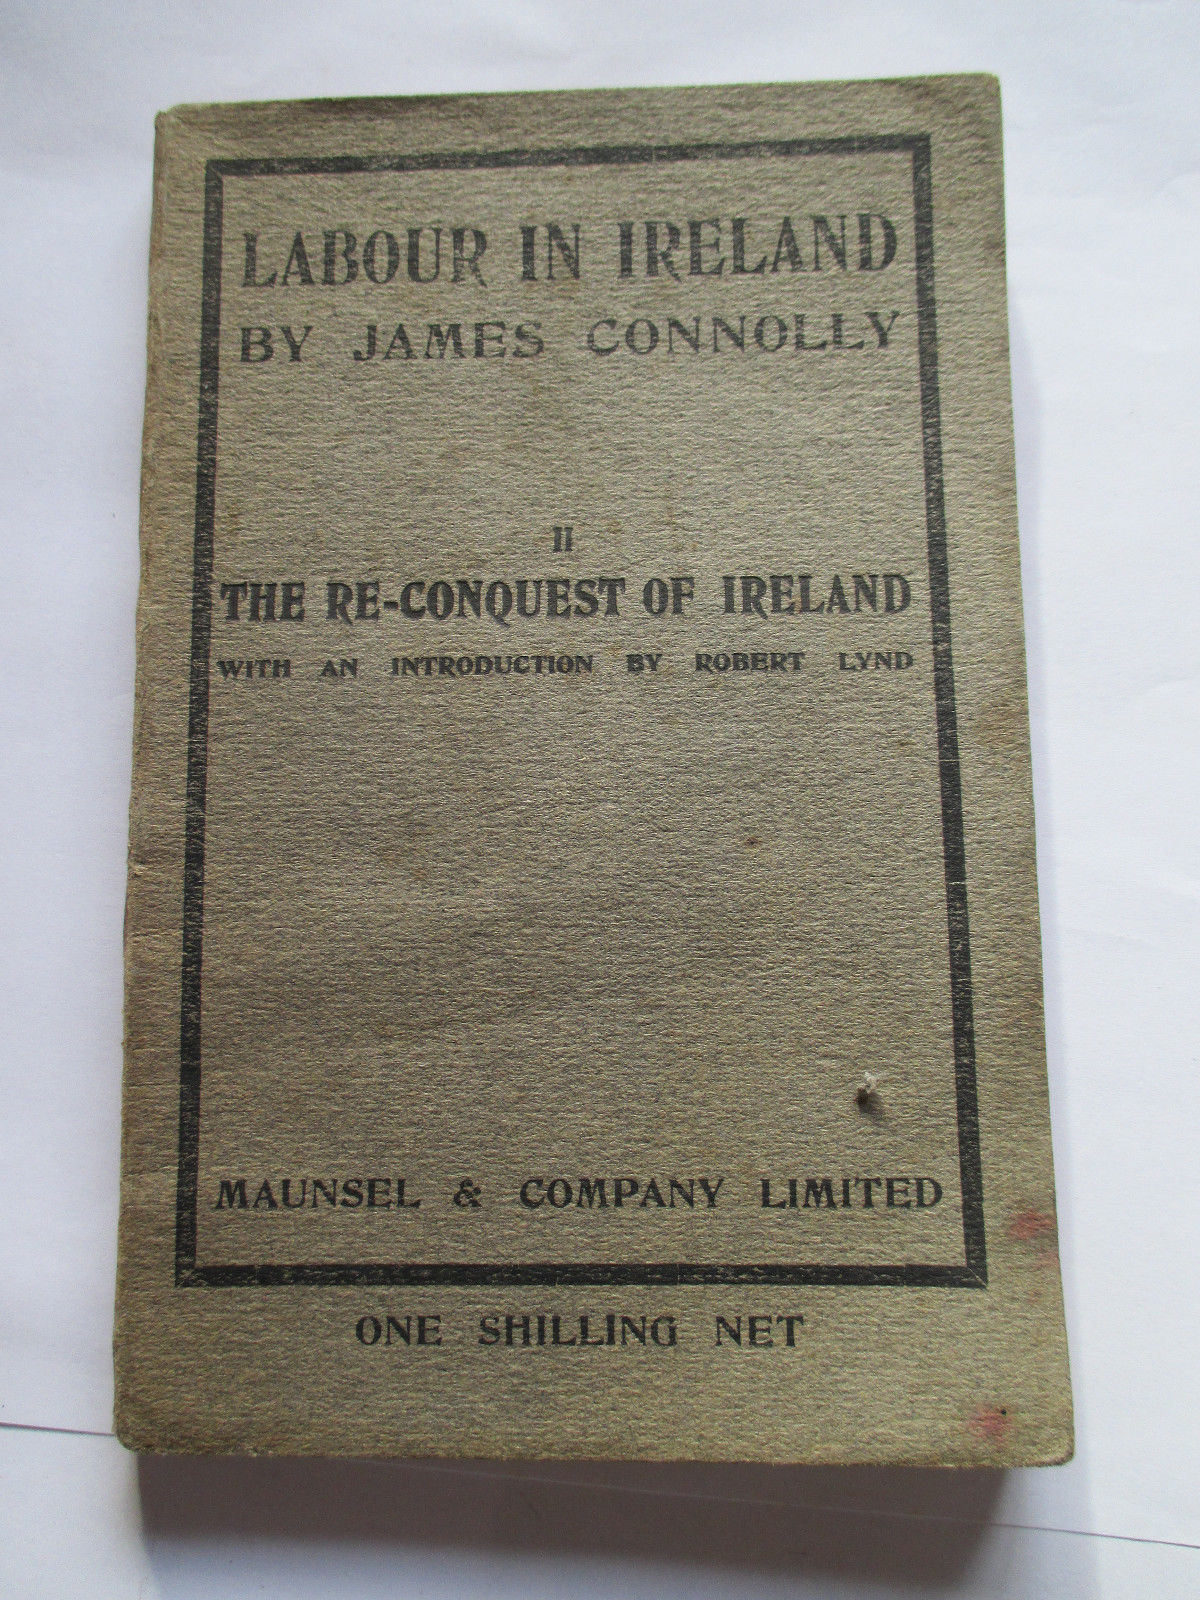 LABOUR IN IRELAND
BY JAMES CONNOLLY
II
THE RE-CONQUEST OF IRELAND
WITH AN INTRODUCTION BY ROBERT LYND
MAUNSEL & COMPANY LIMITED
ONE SHILLING NET